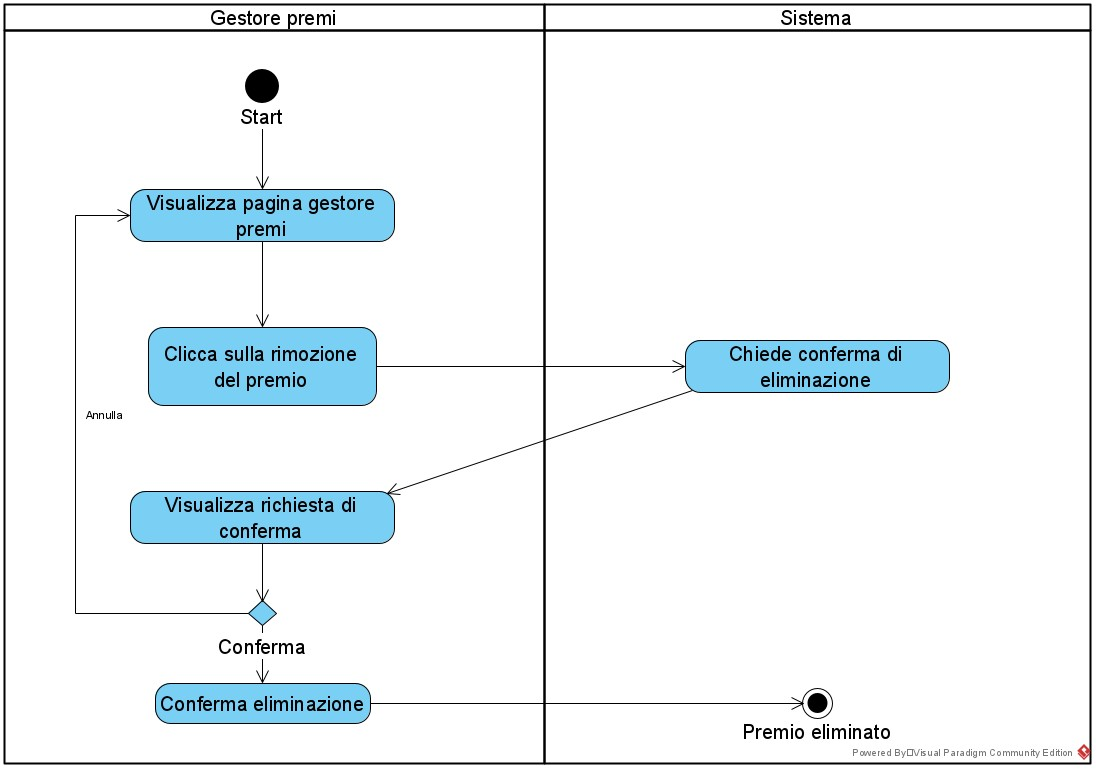 Gestore premi
Sistema
Start
Visualizza pagina gestore
premi
Clicca sulla rimozione
del premio
Chiede conferma di
eliminazione
Annulla
Visualizza richiesta di
conferma
Conferma
Conferma eliminazione
Premio eliminato
Powered By□Visual Paradigm Community Edition